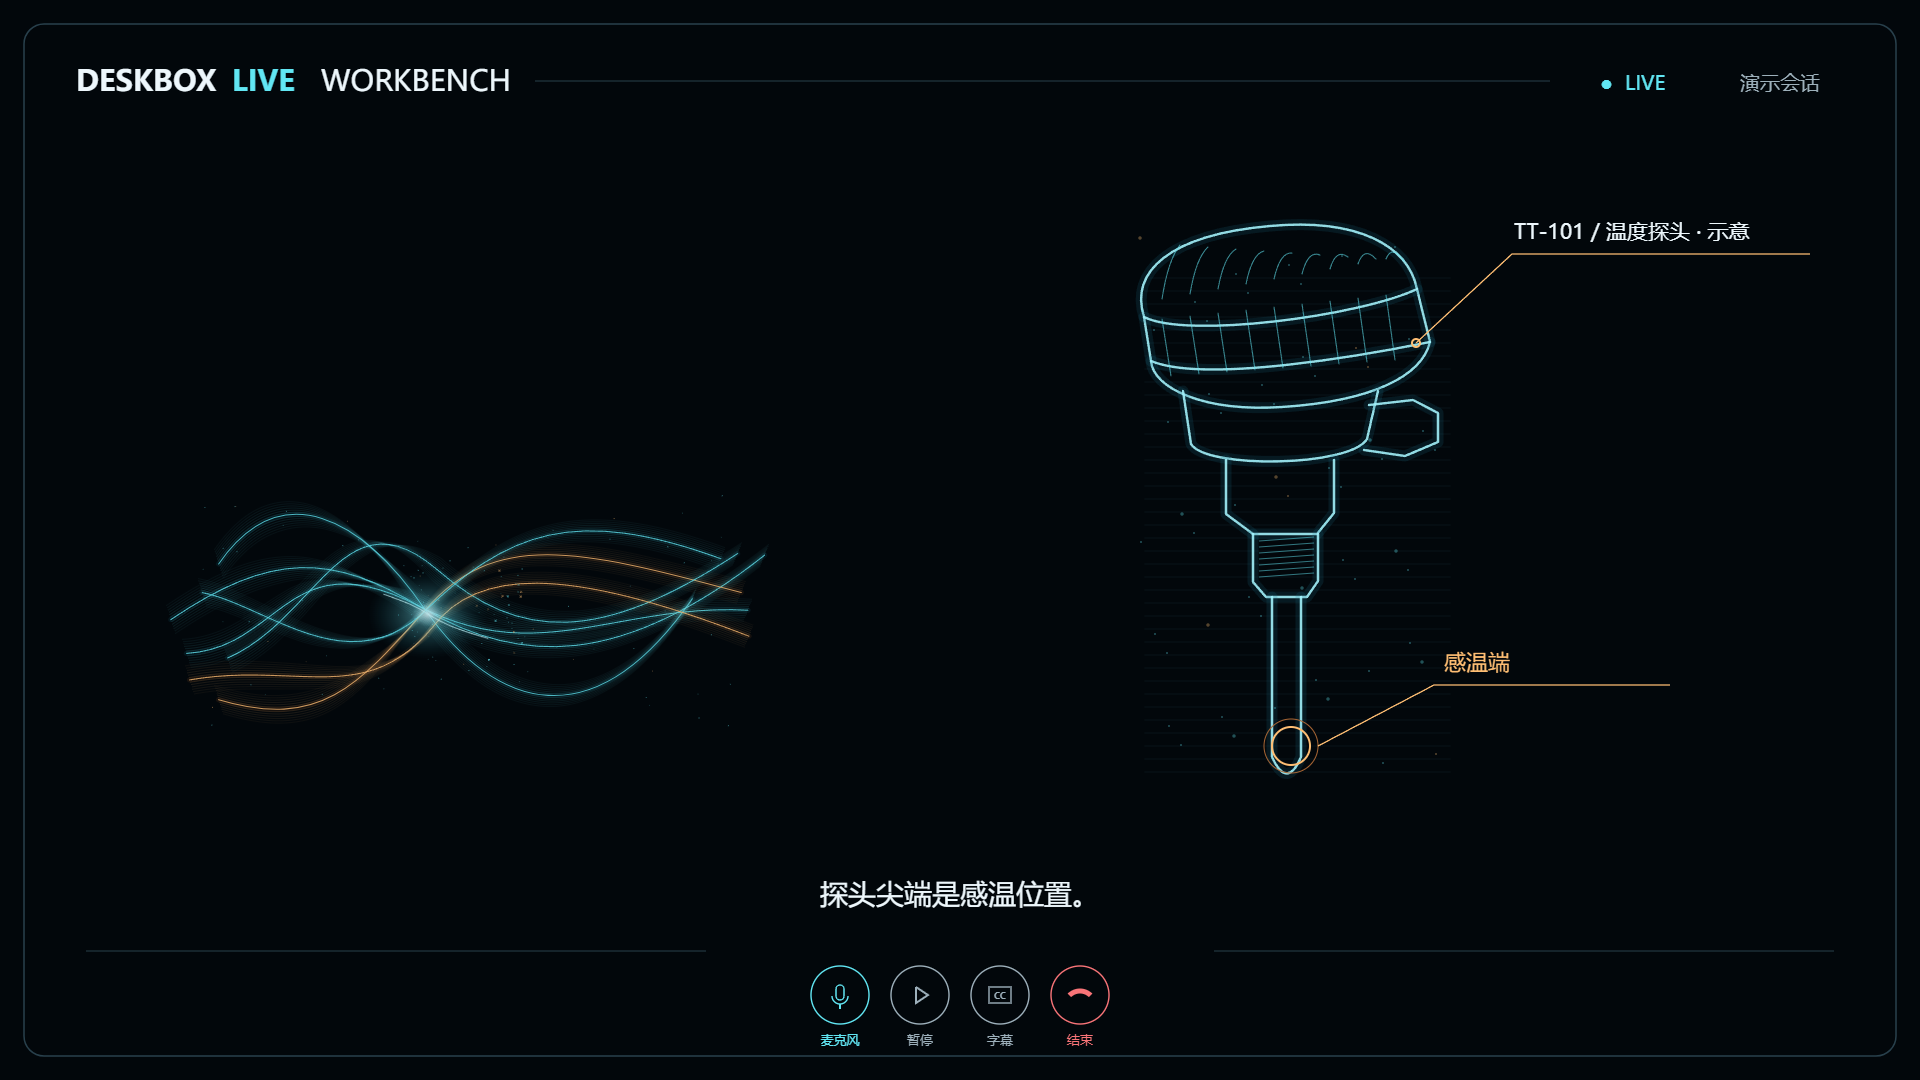 DESKBOX LIVE WORKBENCH
LIVE
演示会话
TT-101 / 温度探头 · 示意
感温端
探头尖端是感温位置。
CC
麦克风
暂停
字幕
结束